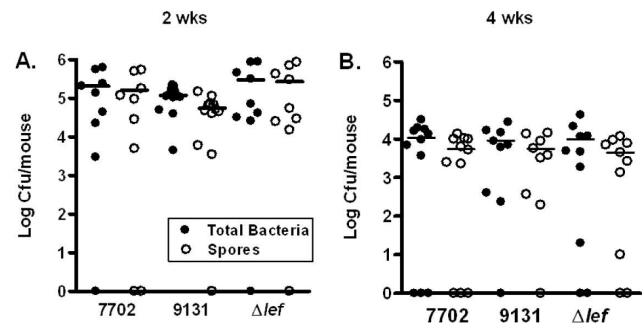 2 wks
4 wks
A.
B.
Log Cfu/mouse
6
5
4
3
2
1
0
Total Bacteria
Spores
7702
9131
Δlef
Log Cfu/mouse
6
5
4
3
2
1
0
7702
9131
Δlef